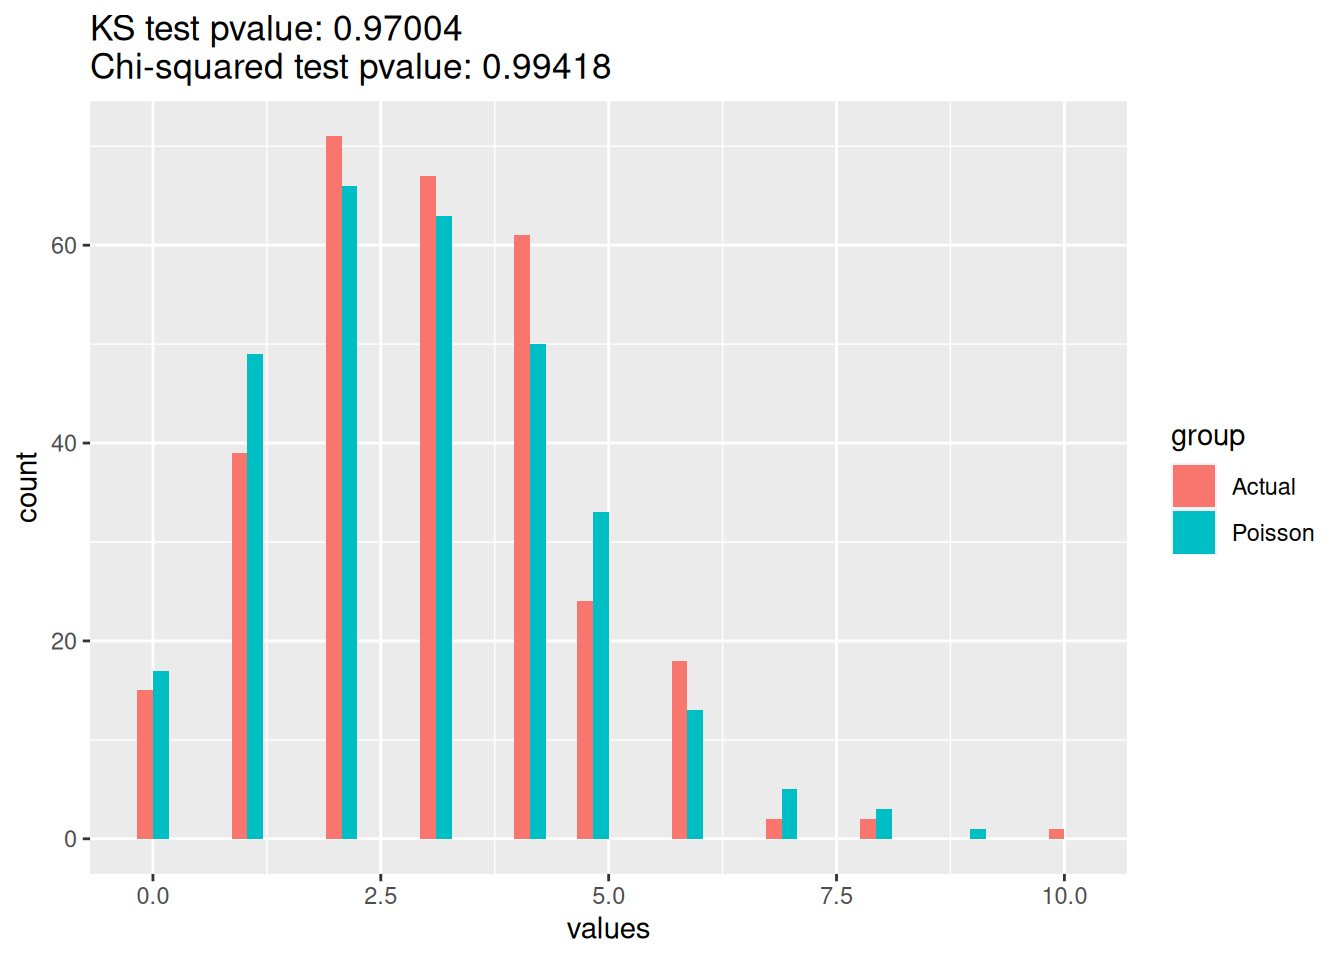 KS test pvalue: 0.97004
Chi-squared test pvalue: 0.99418
60
40
20
0
count
0.0
2.5
5.0
7.5
10.0
values
group
Actual
Poisson